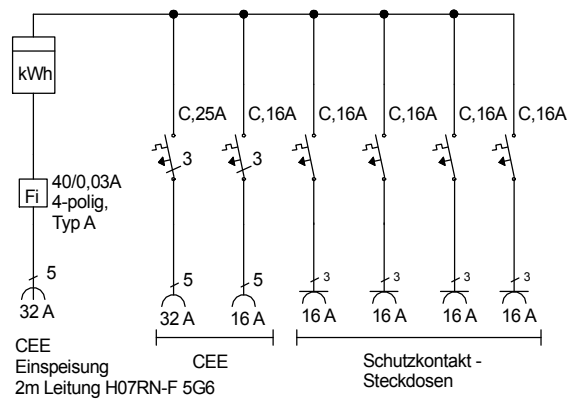 kWh
C,25A
C,16A
C,16A
C,16A
C,16A
C,16A
3
3
Fi
40/0,03A
4-polig,
Typ A
5
5
5
3
3
3
3
32 A
32 A
16 A
16 A
16 A
16 A
16 A
CEE
Einspeisung
2m Leitung H07RN-F 5G6
CEE
Schutzkontakt -
Steckdosen